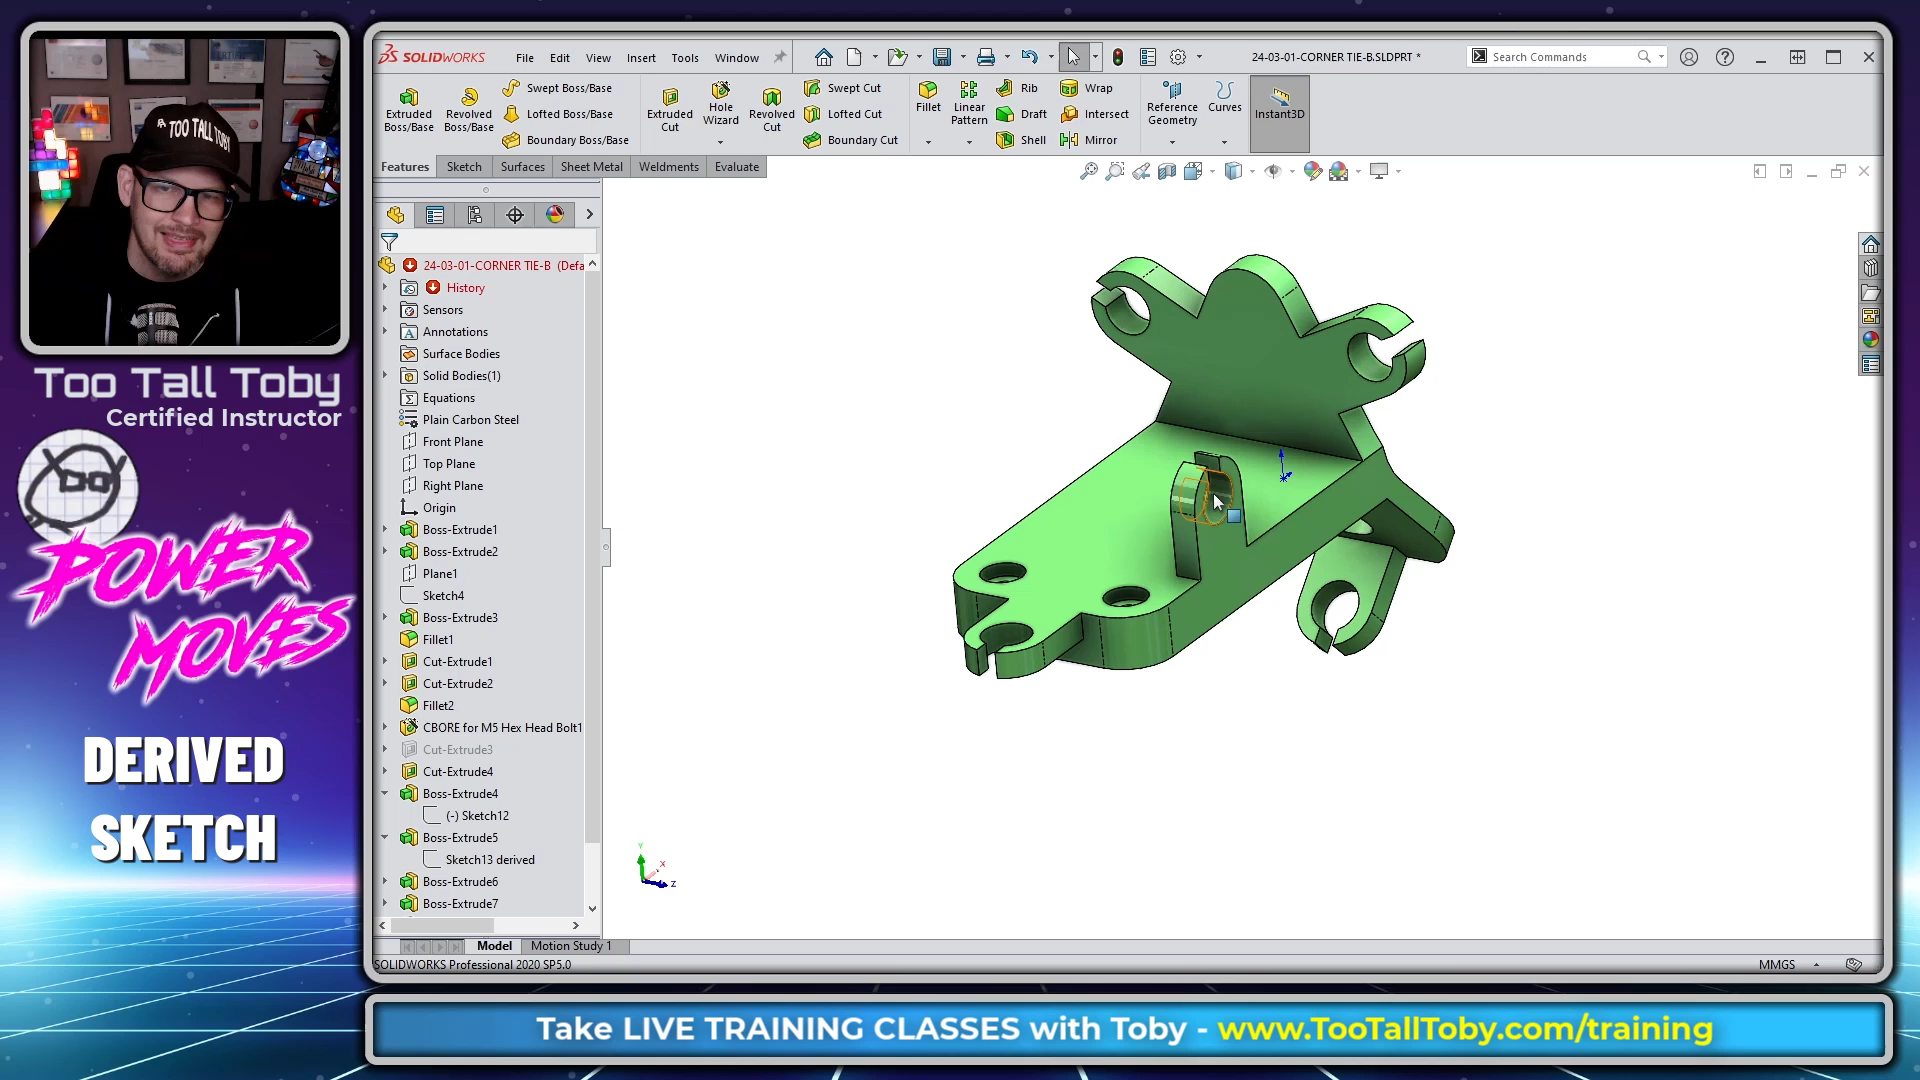 TOO TALL TOBY
Too Tall Toby
Certified Instructor
POWER
MOVES
DERIVED
SKETCH
SOLIDWORKS
File
Edit
View
Insert
Tools
Window
24-03-01-CORNER TIE-B.SLDPRT *
Search Commands
Extruded Boss/Base
Revolved Boss/Base
Swept Boss/Base
Lofted Boss/Base
Boundary Boss/Base
Extruded Cut
Hole Wizard
Revolved Cut
Swept Cut
Lofted Cut
Boundary Cut
Fillet
Linear Pattern
Rib
Draft
Shell
Wrap
Intersect
Mirror
Reference Geometry
Curves
Instant3D
Features
Sketch
Surfaces
Sheet Metal
Weldments
Evaluate
24-03-01-CORNER TIE-B (Defa
History
Sensors
Annotations
Surface Bodies
Solid Bodies(1)
Equations
Plain Carbon Steel
Front Plane
Top Plane
Right Plane
Origin
Boss-Extrude1
Boss-Extrude2
Plane1
Sketch4
Boss-Extrude3
Fillet1
Cut-Extrude1
Cut-Extrude2
Fillet2
CBORE for M5 Hex Head Bolt1
Cut-Extrude3
Cut-Extrude4
Boss-Extrude4
(-) Sketch12
Boss-Extrude5
Sketch13 derived
Boss-Extrude6
Boss-Extrude7
Y
X
Z
Model
Motion Study 1
SOLIDWORKS Professional 2020 SP5.0
MMGS
Take LIVE TRAINING CLASSES with Toby - www.TooTallToby.com/training